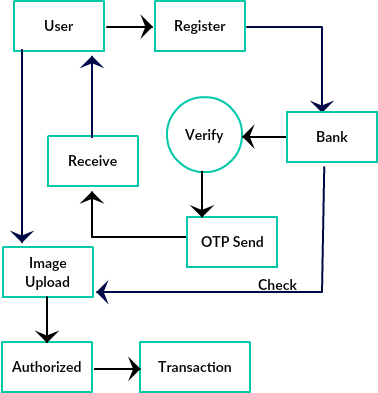 User
Register
Verify
Bank
Receive
OTP Send
Image
Upload
Check
Authorized
Transaction